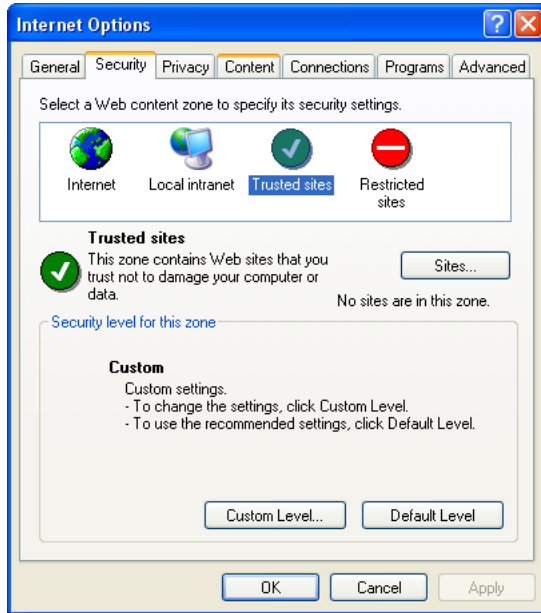 Internet Options
General Security Privacy Content Connections Programs Advanced
Select a Web content zone to specify its security settings.
Internet Local intranet Trusted sites Restricted
sites
Trusted sites
This zone contains Web sites that you
trust not to damage your computer or
data.
Sites...
No sites are in this zone.
Security level for this zone
Custom
Custom settings.
- To change the settings, click Custom Level.
- To use the recommended settings, click Default Level.
Custom Level... Default Level
OK Cancel Apply